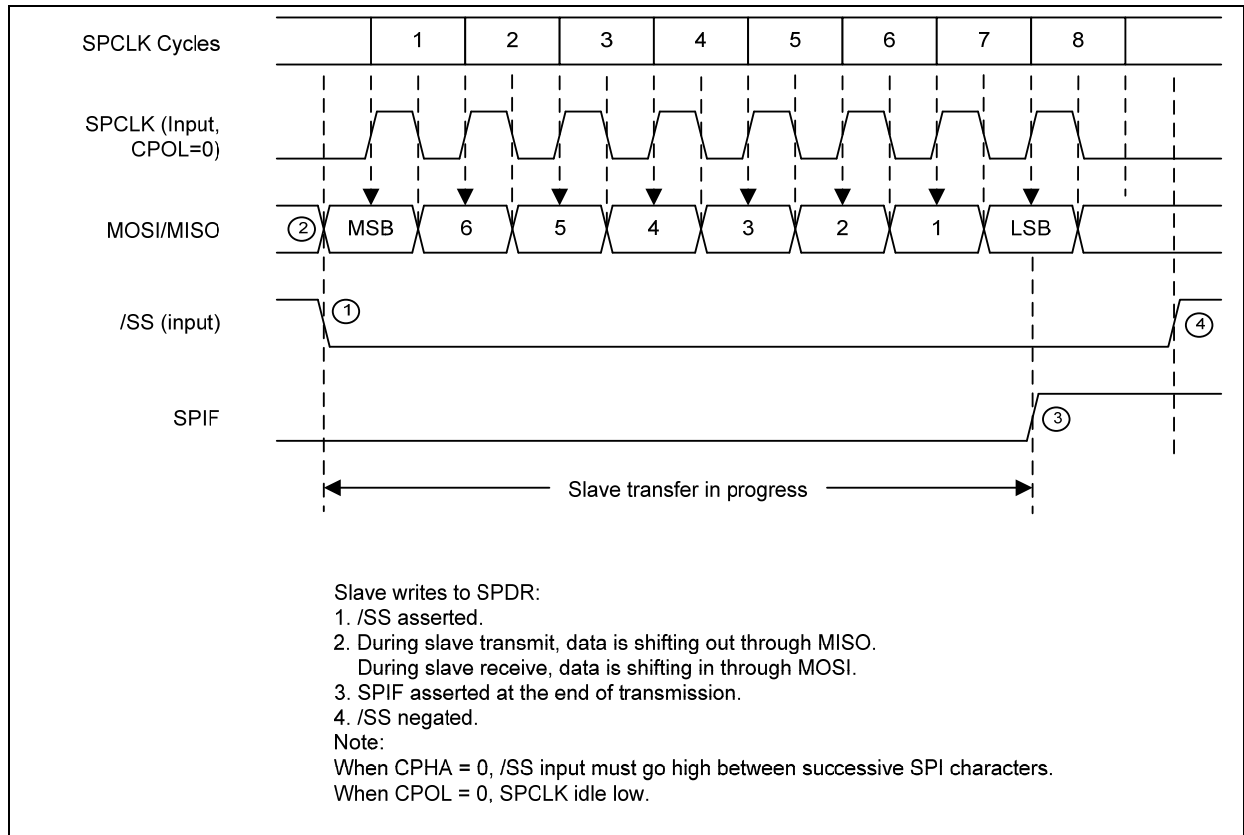 SPCLK Cycles 1 2 3 4 5 6 7 8
SPCLK (Input,
CPOL=0)
MOSI/MISO 2 MSB 6 5 4 3 2 1 LSB
/SS (input) 1 4
SPIF 3
Slave transfer in progress
Slave writes to SPDR:
1. /SS asserted.
2. During slave transmit, data is shifting out through MISO.
During slave receive, data is shifting in through MOSI.
3. SPIF asserted at the end of transmission.
4. /SS negated.
Note:
When CPHA = 0, /SS input must go high between successive SPI characters.
When CPOL = 0, SPCLK idle low.